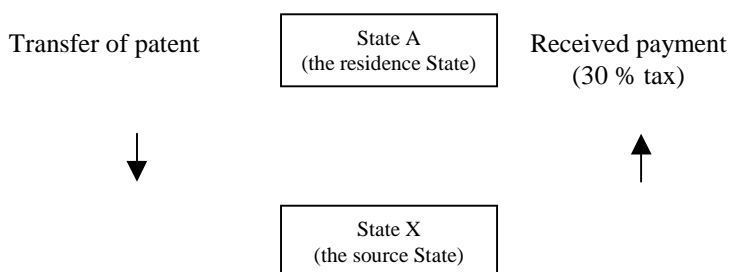 Transfer of patent
State A
(the residence State)
Received payment
(30 % tax)
State X
(the source State)